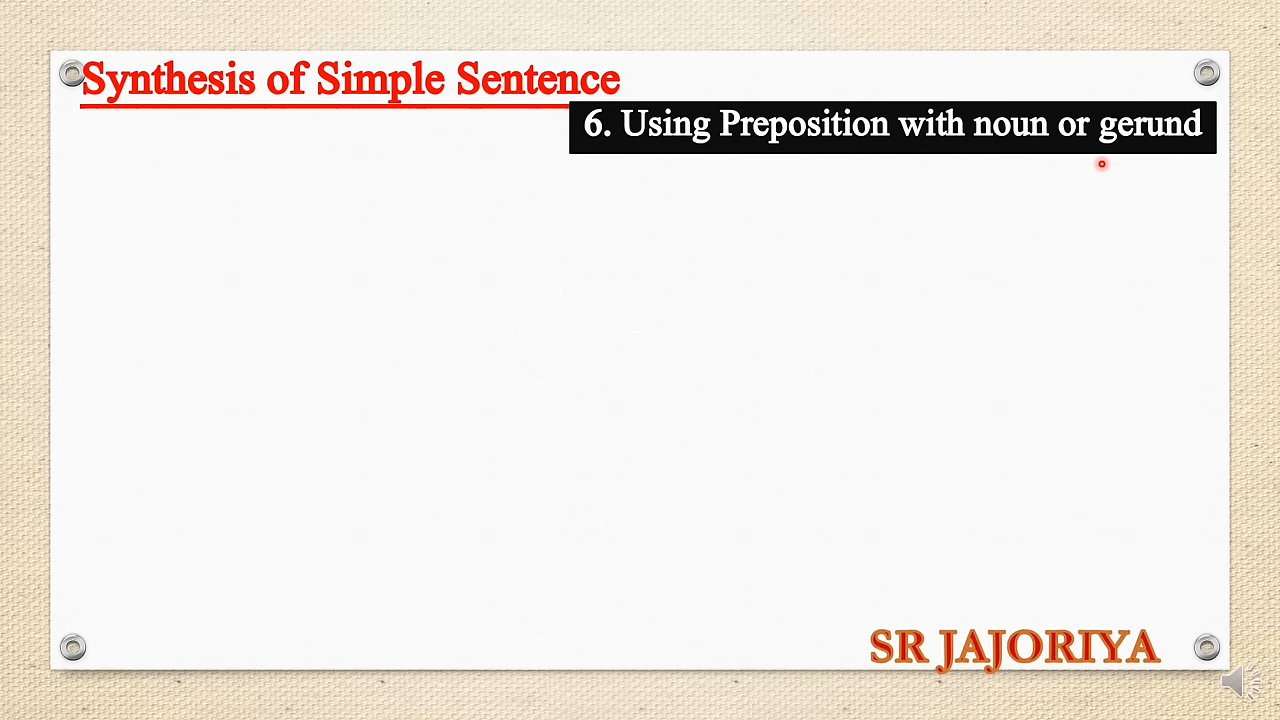 Synthesis of Simple Sentence
6. Using Preposition with noun or gerund
SR JAJORIYA